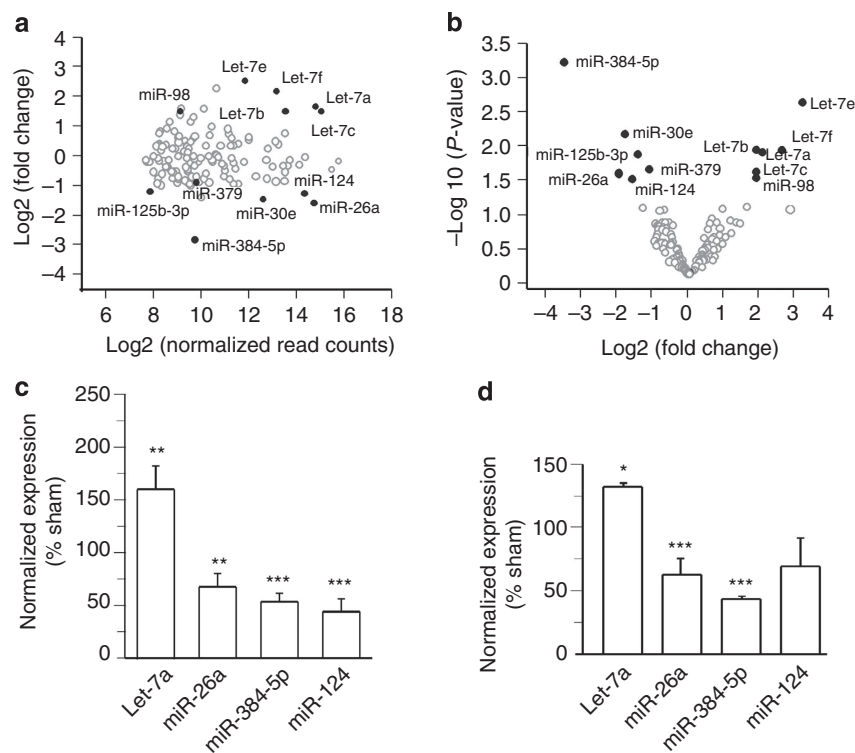 a
4
3
2
1
0
−1
−2
−3
−4
Log2 (fold change)
Let-7e
Let-7f
miR-98
Let-7a
Let-7b
Let-7c
miR-379
miR-124
miR-125b-3p
miR-30e
miR-26a
miR-384-5p
6 8 10 12 14 16 18
Log2 (normalized read counts)
b
3.5
3.0
2.5
2.0
1.5
1.0
0.5
0
−Log 10 (P-value)
miR-384-5p
Let-7e
miR-30e
Let-7b
Let-7f
miR-125b-3p
Let-7a
miR-379
Let-7c
miR-26a
miR-124
miR-98
−4 −3 −2 −1 0 1 2 3 4
Log2 (fold change)
c
250
200
150
100
50
0
Normalized expression
(% sham)
**
**
***
***
Let-7a
miR-26a
miR-384-5p
miR-124
d
150
100
50
0
Normalized expression
(% sham)
*
***
***
Let-7a
miR-26a
miR-384-5p
miR-124